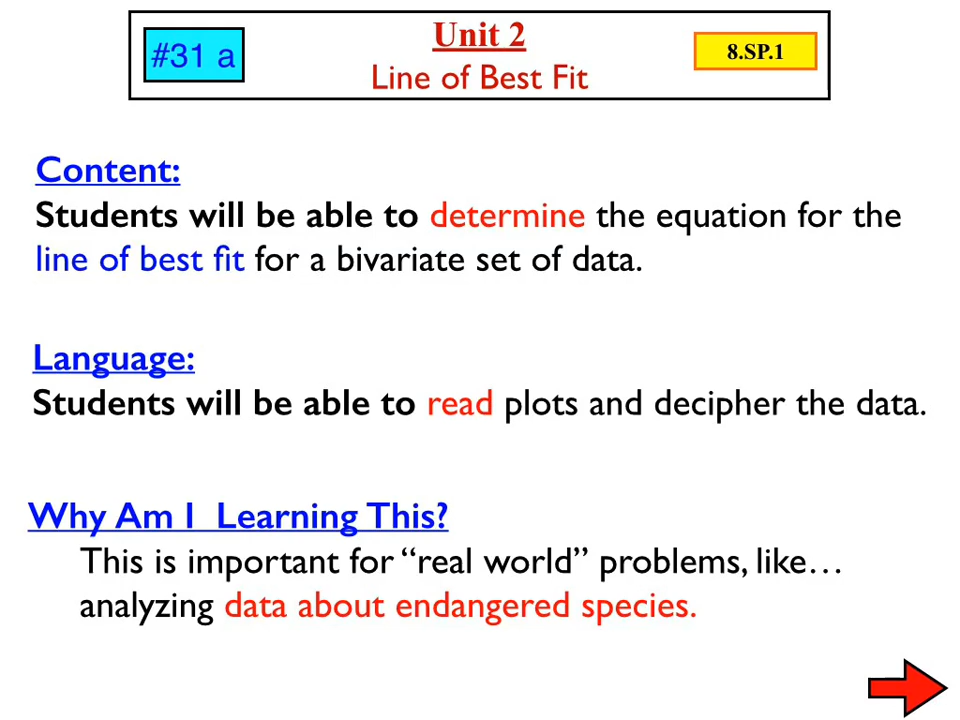 #31 a
Unit 2
Line of Best Fit
8.SP.1
Content:
Students will be able to determine the equation for the
line of best fit for a bivariate set of data.
Language:
Students will be able to read plots and decipher the data.
Why Am I Learning This?
This is important for “real world” problems, like…
analyzing data about endangered species.